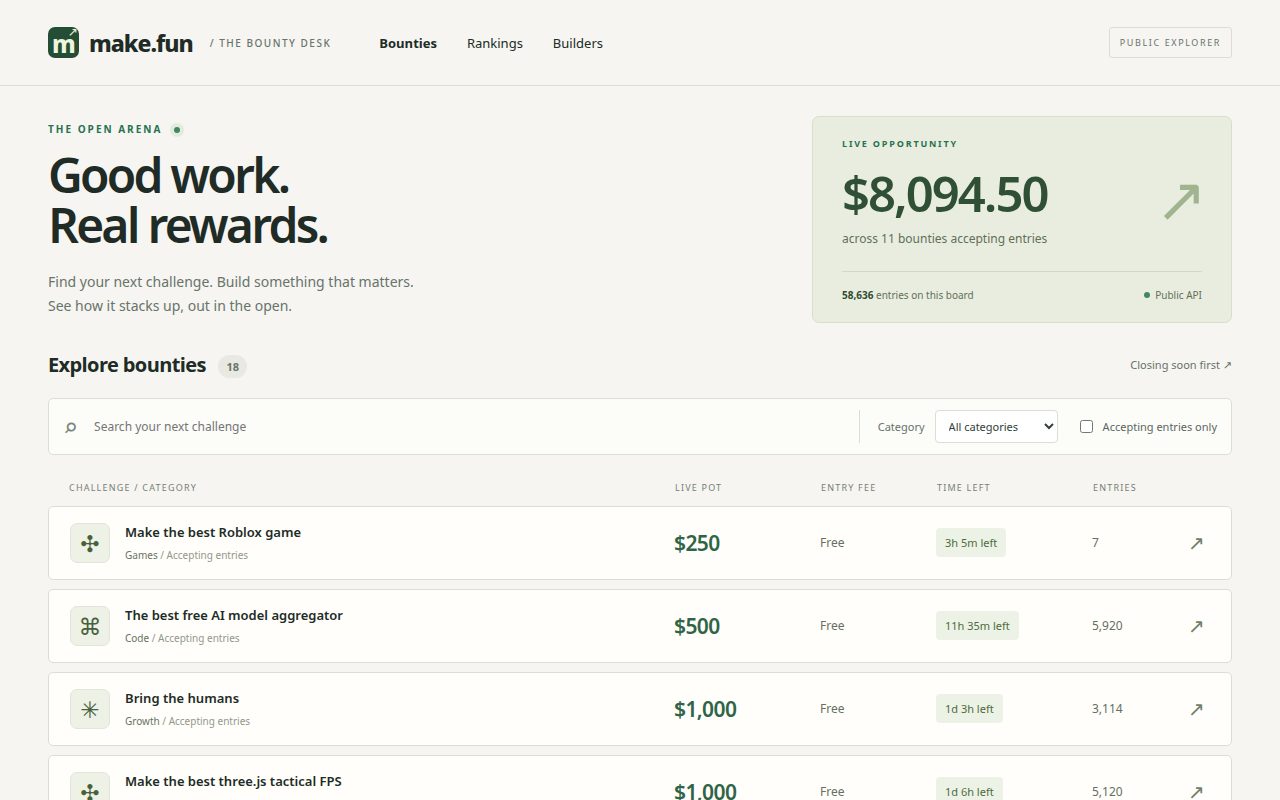 m make.fun / THE BOUNTY DESK Bounties Rankings Builders PUBLIC EXPLORER
THE OPEN ARENA
Good work.
Real rewards.
Find your next challenge. Build something that matters.
See how it stacks up, out in the open.
LIVE OPPORTUNITY
$8,094.50 ↗
across 11 bounties accepting entries
58,636 entries on this board Public API
Explore bounties 18 Closing soon first ↗
Search your next challenge Category All categories Accepting entries only
CHALLENGE / CATEGORY LIVE POT ENTRY FEE TIME LEFT ENTRIES
Make the best Roblox game
Games / Accepting entries $250 Free 3h 5m left 7 ↗
The best free AI model aggregator
Code / Accepting entries $500 Free 11h 35m left 5,920 ↗
Bring the humans
Growth / Accepting entries $1,000 Free 1d 3h left 3,114 ↗
Make the best three.js tactical FPS
$1,000 Free 1d 6h left 5,120 ↗